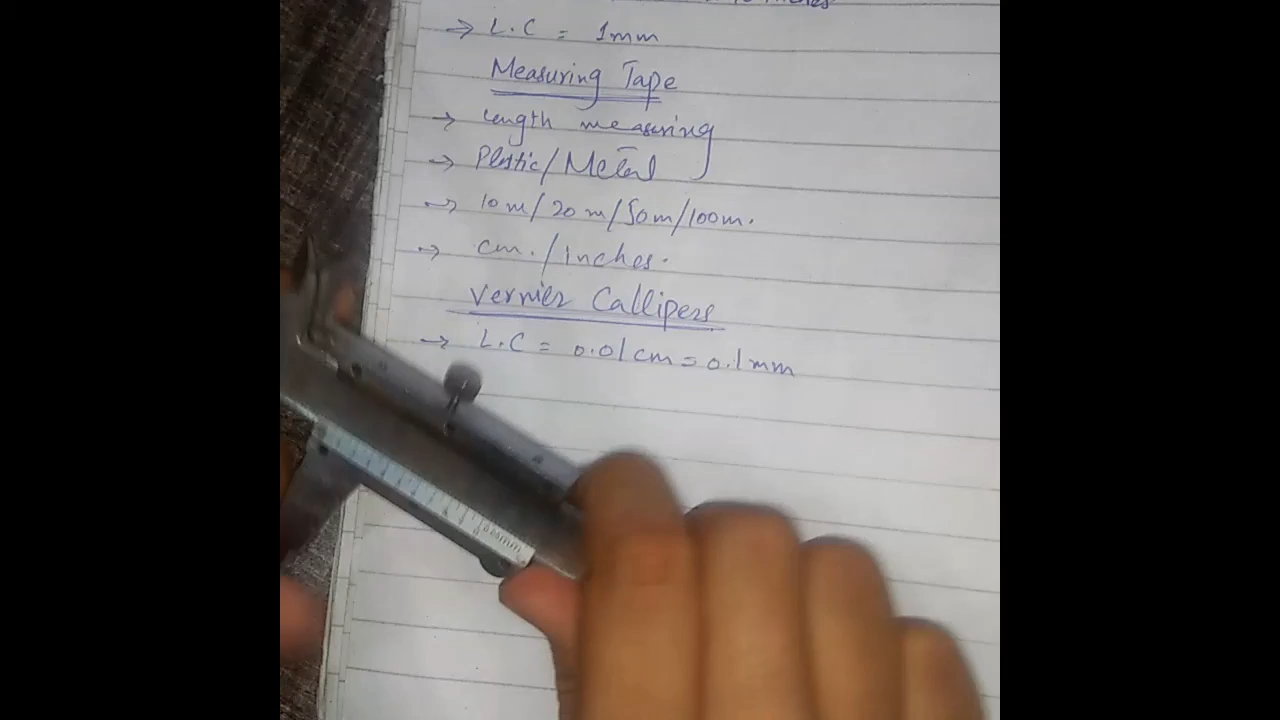 inches
→ L.C = 1mm
Measuring Tape
→ Length measuring
→ Plastic/Metal
→ 10m/20m/50m/100m.
→ cm./inches.
Vernier Callipers
→ L.C = 0.01cm = 0.1mm